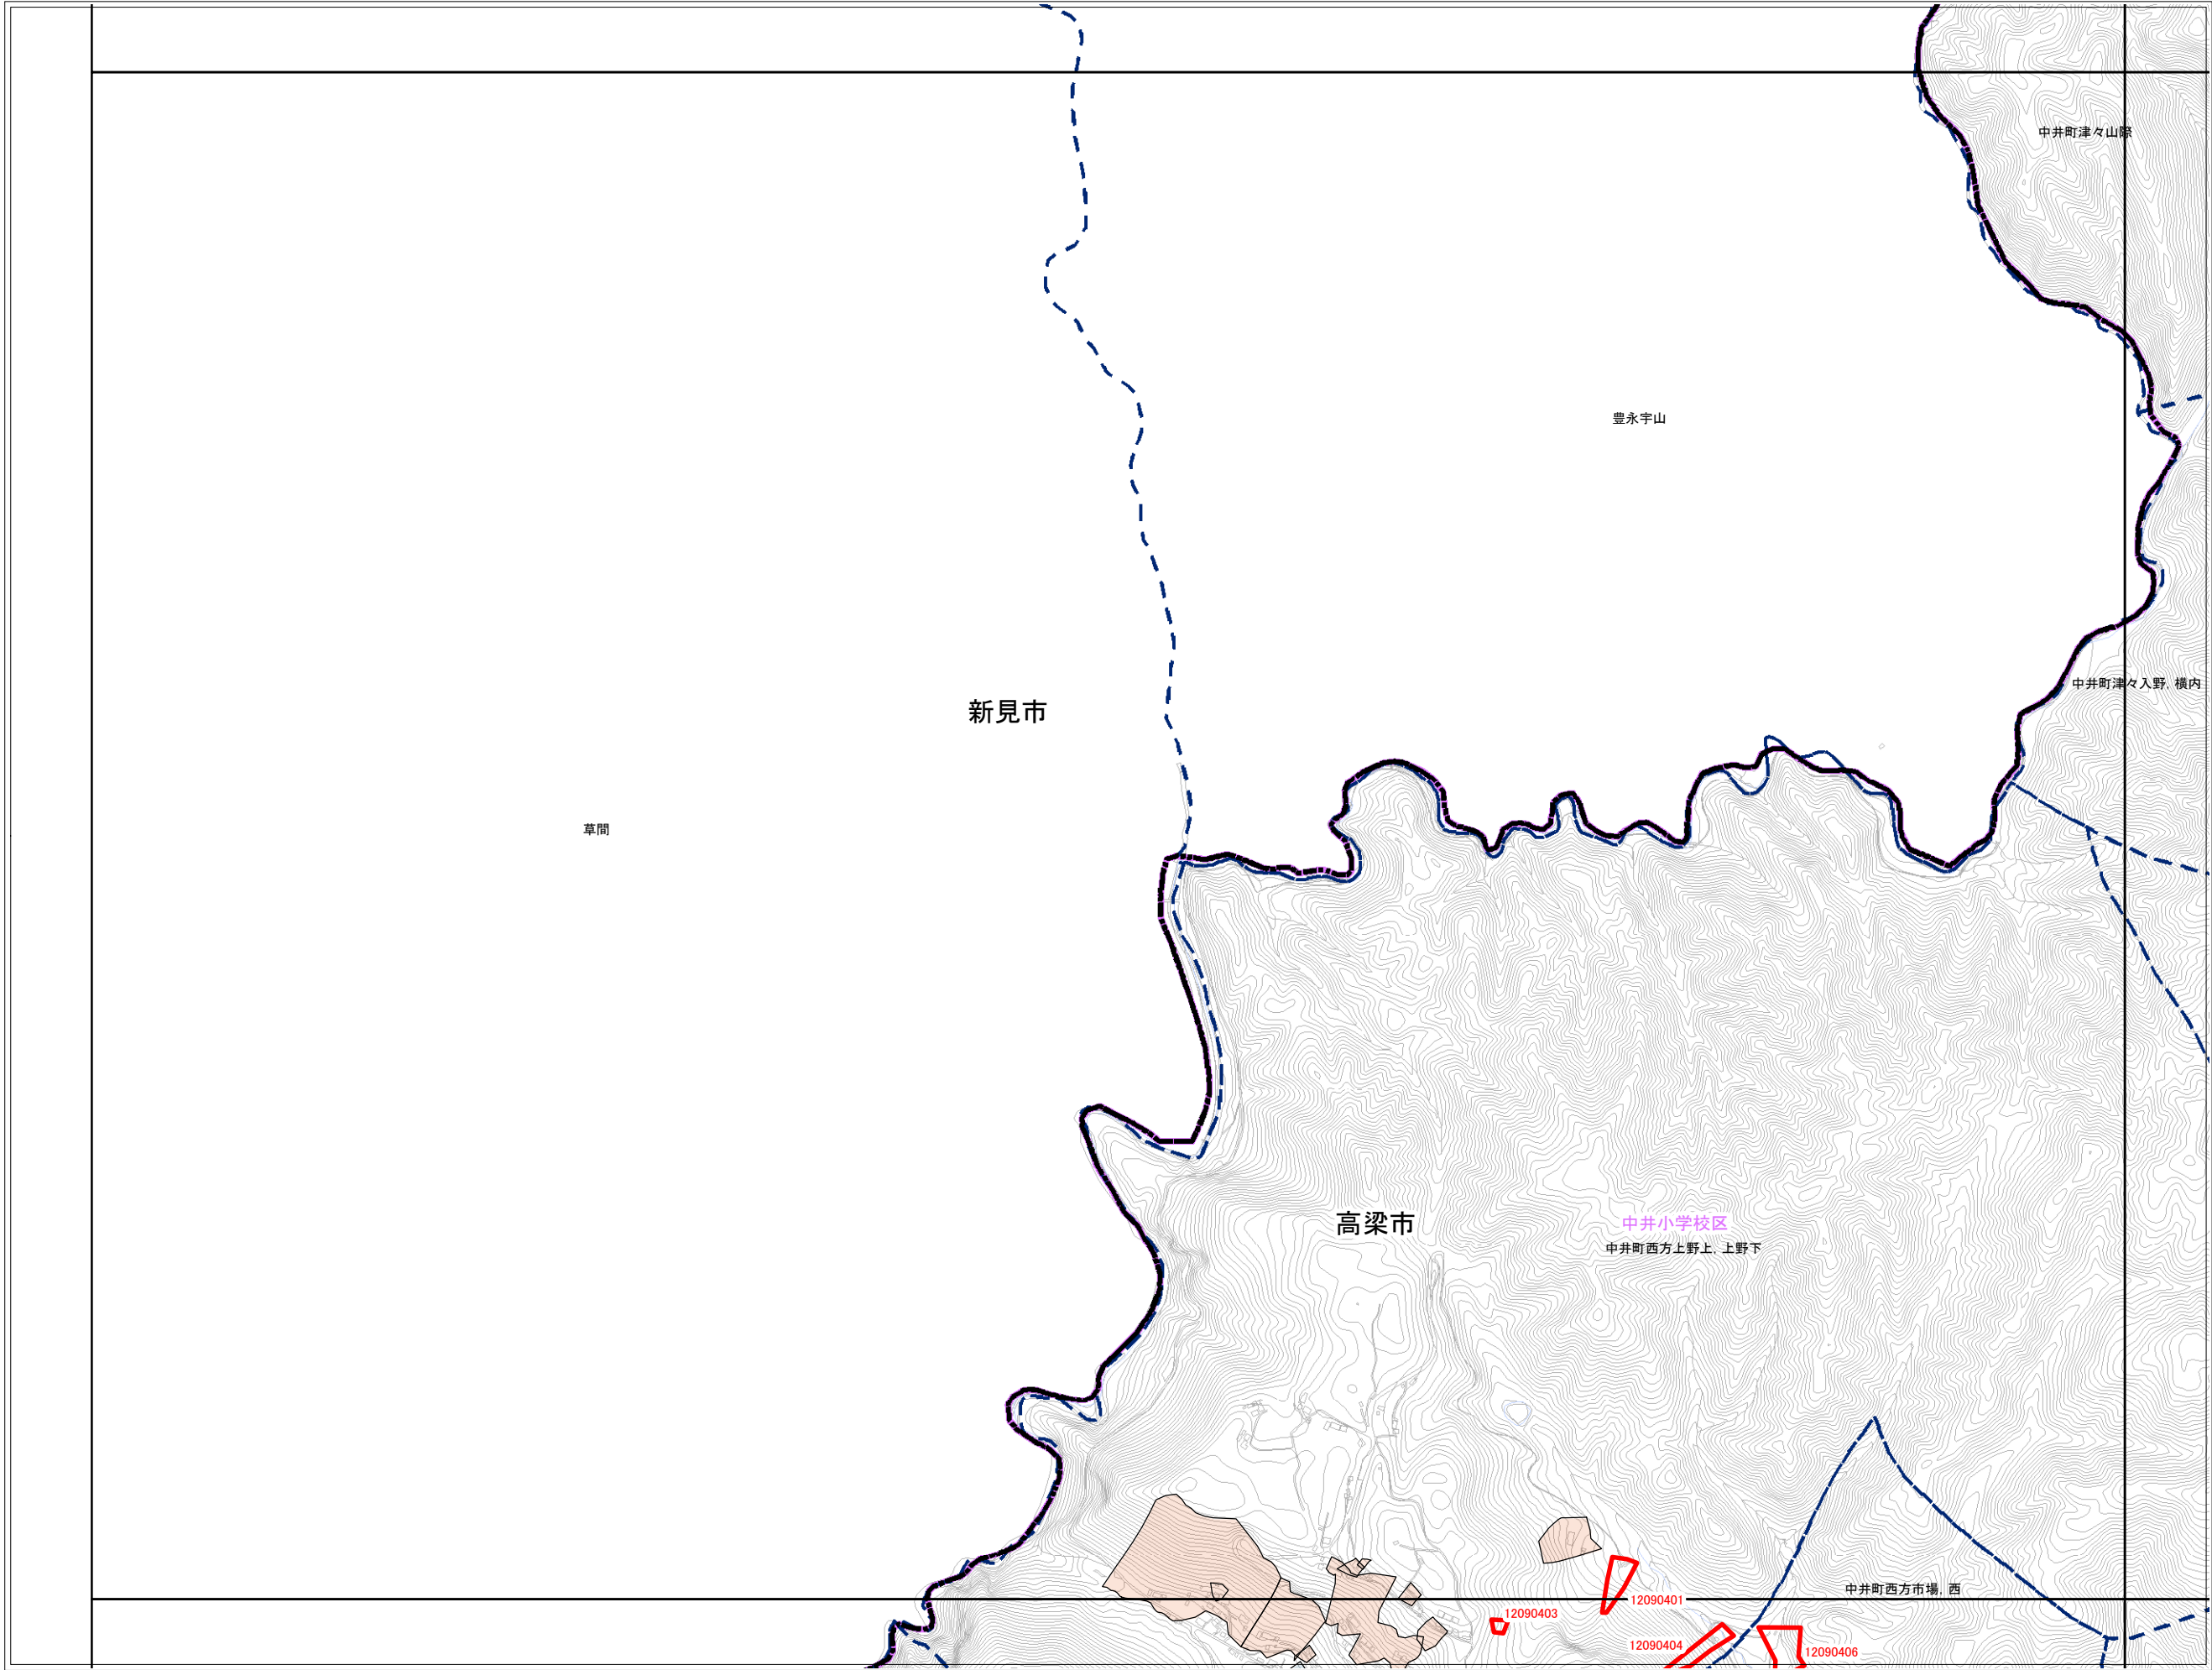 中井町津々山際
豊永宇山
中井町津々入野, 横内
新見市
草間
高梁市
中井小学校区
中井町西方上野上, 上野下
中井町西方市場, 西
12090401
12090403
12090404
12090406